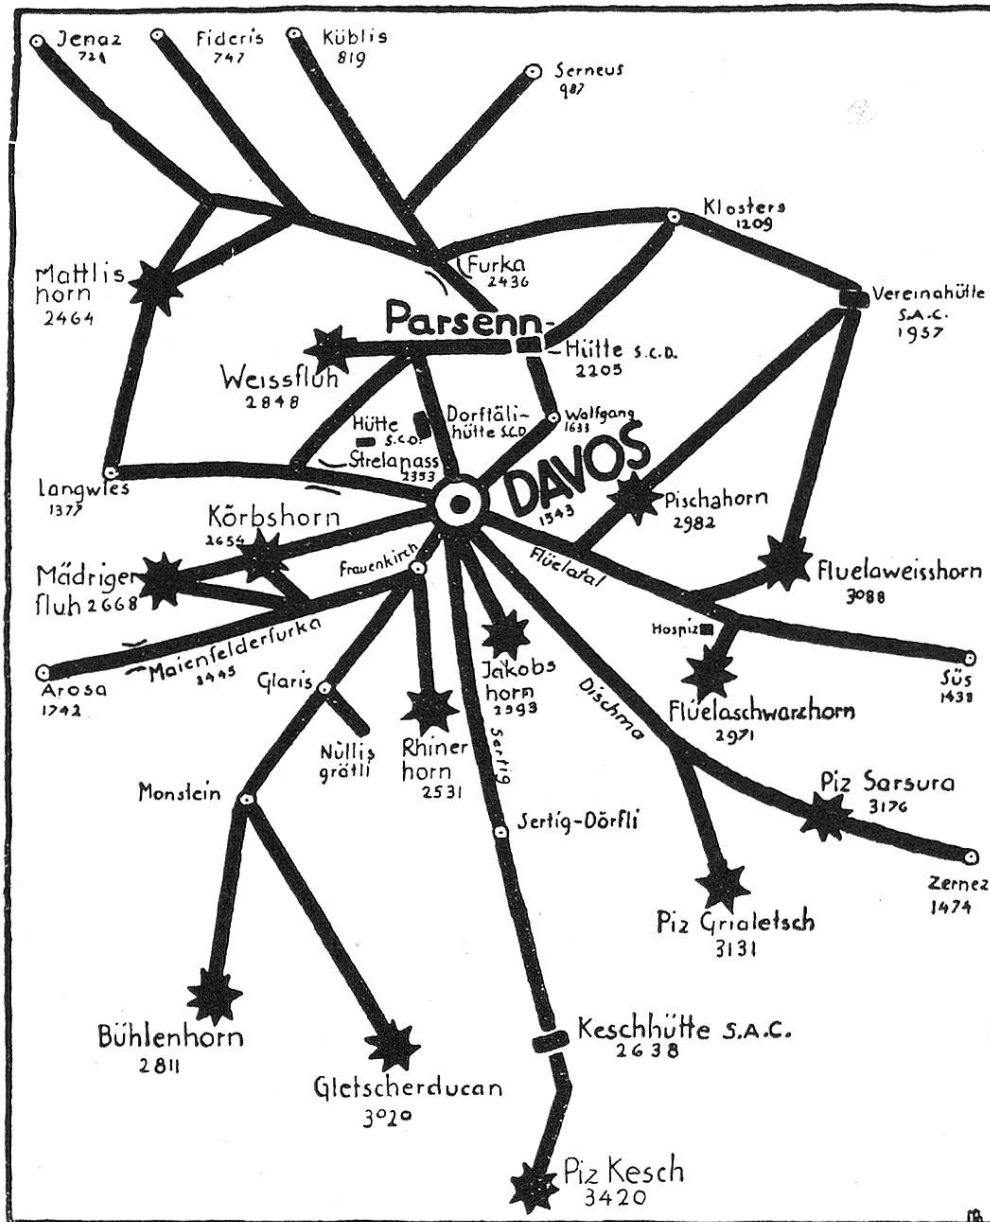 Jenaz
721
Fideris
747
Küblis
819
Serneus
987
Klosters
1209
Mattlis
horn
2464
Furka
2436
Vereinahütte
S.A.C.
1957
Parsenn-
Hütte S.C.D.
2205
Weissfluh
2848
Hütte
S.C.D.
Dorftäli-
hütte S.C.D
Wolfgang
1633
Strelapass
2353
DAVOS
1543
Langwies
1377
Körbshorn
2654
Pischahorn
2982
Mädriger
fluh 2668
Frauenkirch
Flüelatal
Fluelaweisshorn
3088
Hospiz
Maienfelderfurka
2445
Arosa
1742
Glaris
Jakobs
horn
2593
Süs
1438
Dischma
Flüelaschwarzhorn
2971
Nüllis
grätli
Rhiner
horn
2531
Sertig
Monstein
Sertig-Dörfli
Piz Sarsura
3176
Zernez
1474
Piz Grialetsch
3131
Bühlenhorn
2811
Keschhütte S.A.C.
2638
Gletscherducan
3020
Piz Kesch
3420